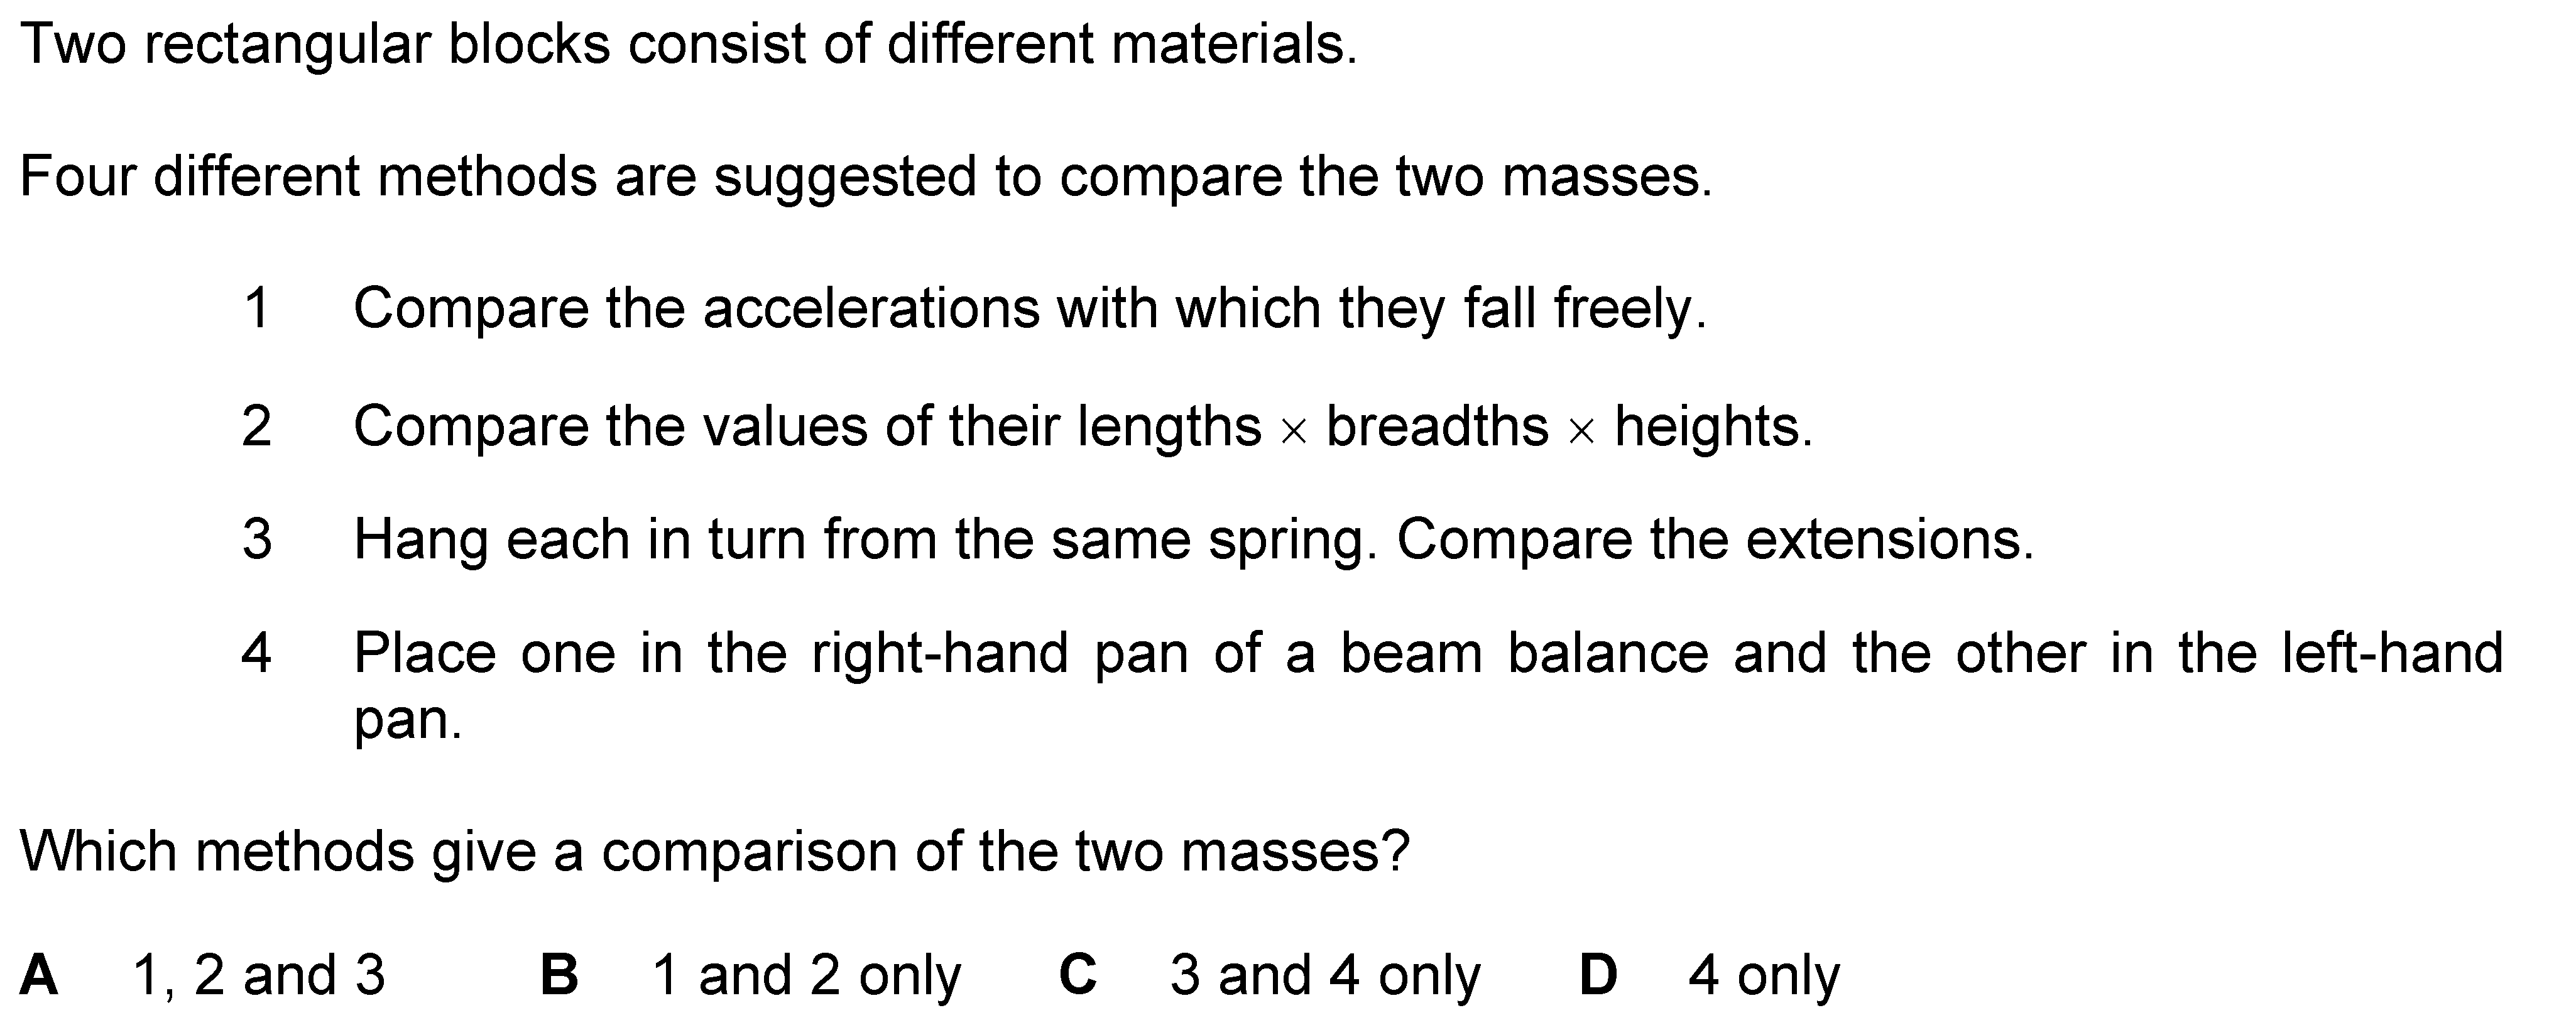 Two rectangular blocks consist of different materials.
Four different methods are suggested to compare the two masses.
1 Compare the accelerations with which they fall freely.
2 Compare the values of their lengths × breadths × heights.
3 Hang each in turn from the same spring. Compare the extensions.
4 Place one in the right-hand pan of a beam balance and the other in the left-hand
pan.
Which methods give a comparison of the two masses?
A 1, 2 and 3 B 1 and 2 only C 3 and 4 only D 4 only